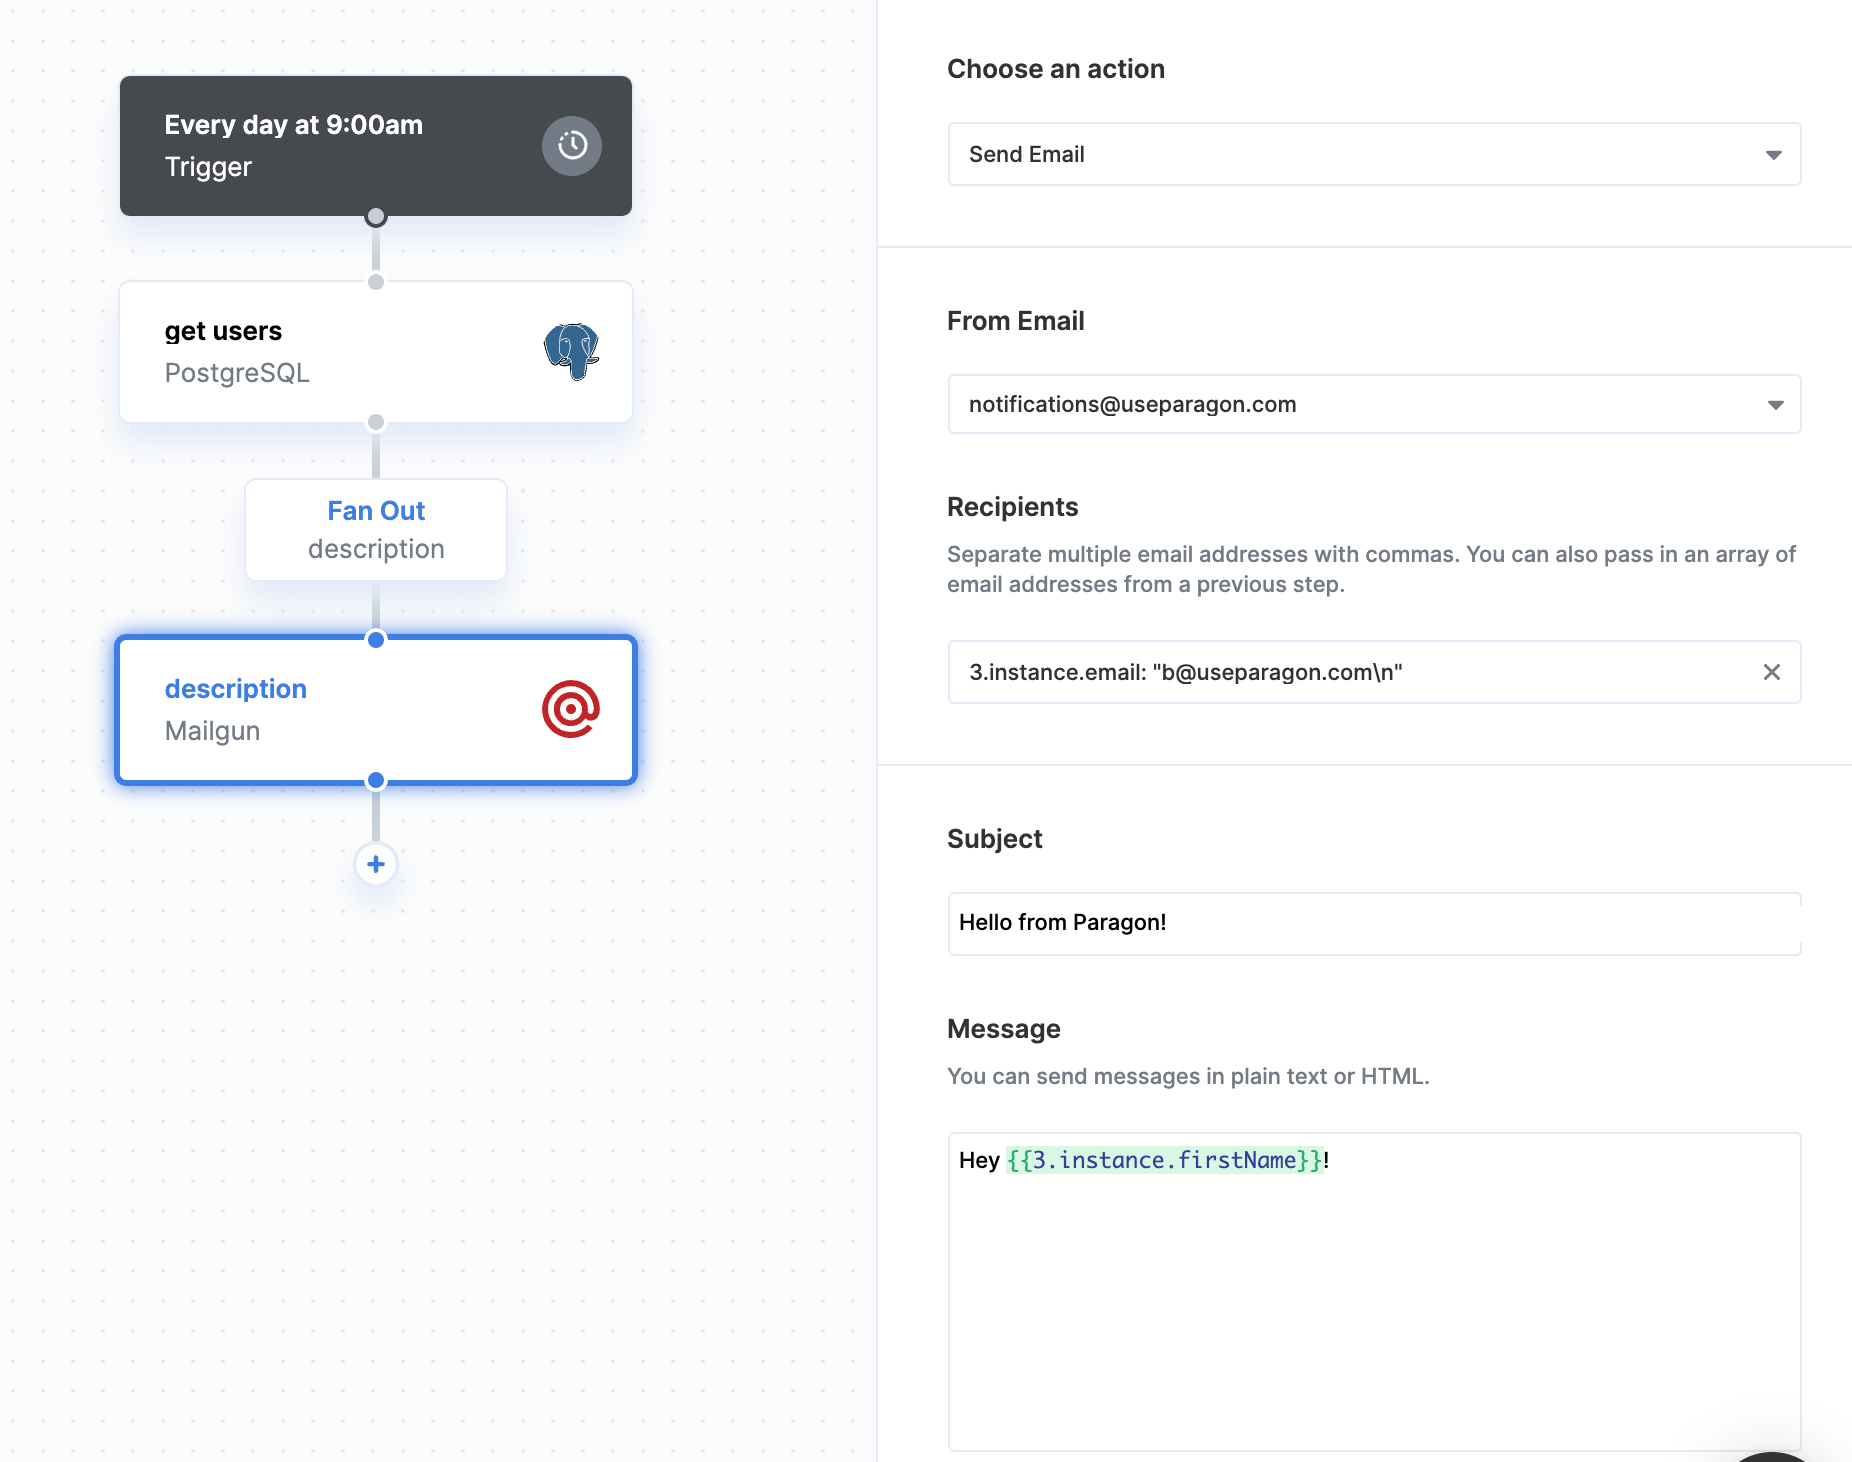 Every day at 9:00am
Trigger
get users
PostgreSQL
Fan Out
description
description
Mailgun
Choose an action
Send Email
From Email
notifications@useparagon.com
Recipients
Separate multiple email addresses with commas. You can also pass in an array of
email addresses from a previous step.
3.instance.email: "b@useparagon.com\n"
Subject
Hello from Paragon!
Message
You can send messages in plain text or HTML.
Hey {{3.instance.firstName}}!